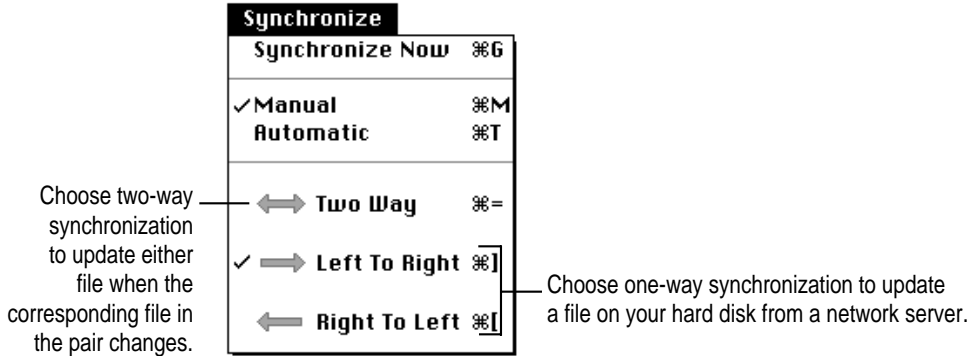 Synchronize
Synchronize Now ⌘G
✓Manual ⌘M
Automatic ⌘T
Two Way ⌘=
✓ Left To Right ⌘]
Right To Left ⌘[
Choose two-way
synchronization
to update either
file when the
corresponding file in
the pair changes.
Choose one-way synchronization to update
a file on your hard disk from a network server.